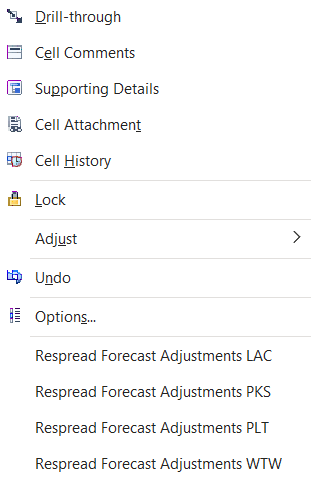 Drill-through
Cell Comments
Supporting Details
Cell Attachment
Cell History
Lock
Adjust
Undo
Options...
Respread Forecast Adjustments LAC
Respread Forecast Adjustments PKS
Respread Forecast Adjustments PLT
Respread Forecast Adjustments WTW